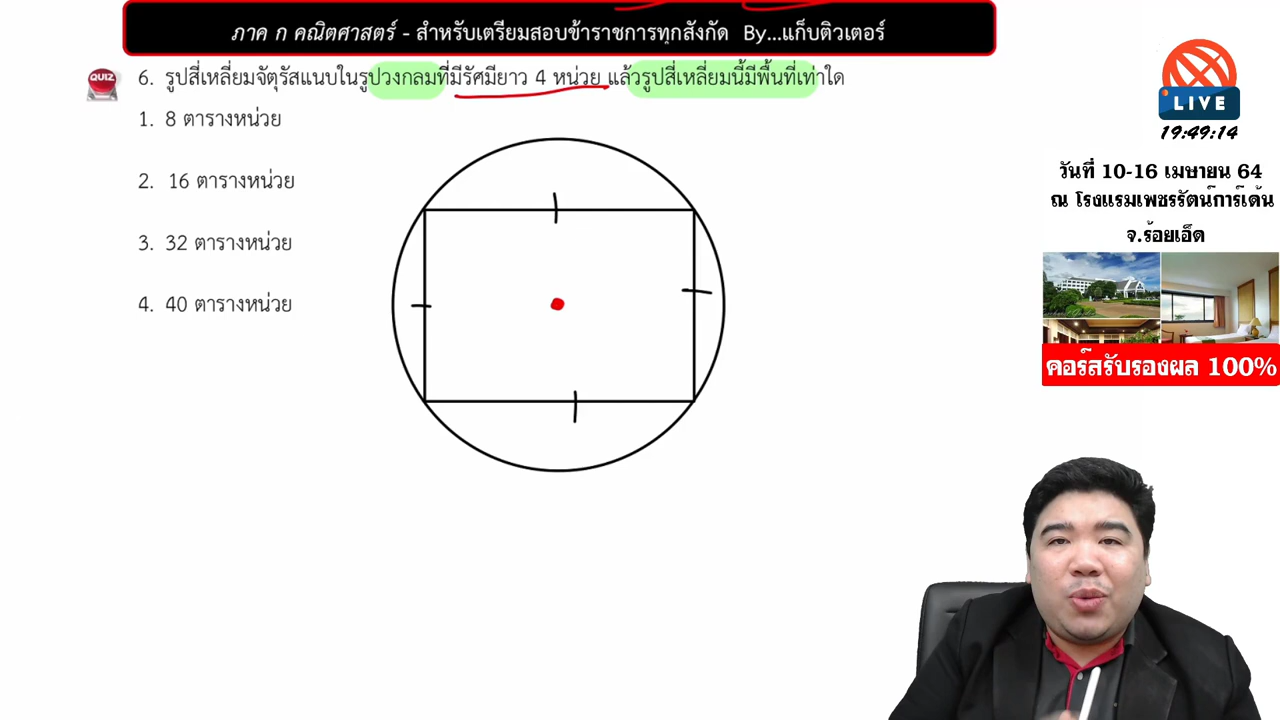 ภาค ก คณิตศาสตร์ - สำหรับเตรียมสอบข้าราชการทุกสังกัด By...แก็บติวเตอร์
QUIZ
6. รูปสี่เหลี่ยมจัตุรัสแนบในรูปวงกลมที่มีรัศมียาว 4 หน่วย แล้วรูปสี่เหลี่ยมนี้มีพื้นที่เท่าใด
1. 8 ตารางหน่วย
2. 16 ตารางหน่วย
3. 32 ตารางหน่วย
4. 40 ตารางหน่วย
LIVE
19:49:14
วันที่ 10-16 เมษายน 64
ณ โรงแรมเพชรรัตน์การ์เด้น
จ.ร้อยเอ็ด
คอร์สรับรองผล 100%